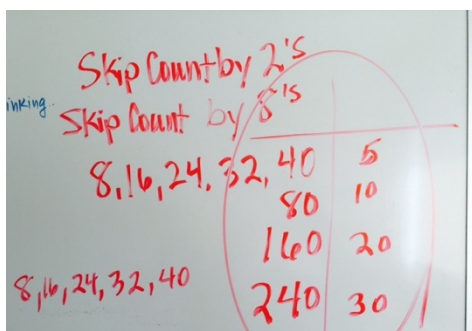 Skip Count by 2's
inking
Skip Count by 8's
8, 16, 24, 32, 40 5
80 10
160 20
8, 16, 24, 32, 40
240 30